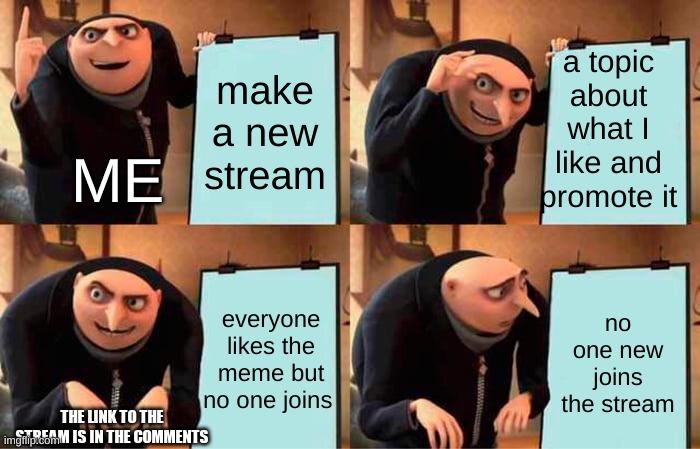 make
a new
stream
ME
a topic
about
what I
like and
promote it
everyone
likes the
meme but
no one joins
THE LINK TO THE
STREAM IS IN THE COMMENTS
imgflip.com
no
one new
joins
the stream